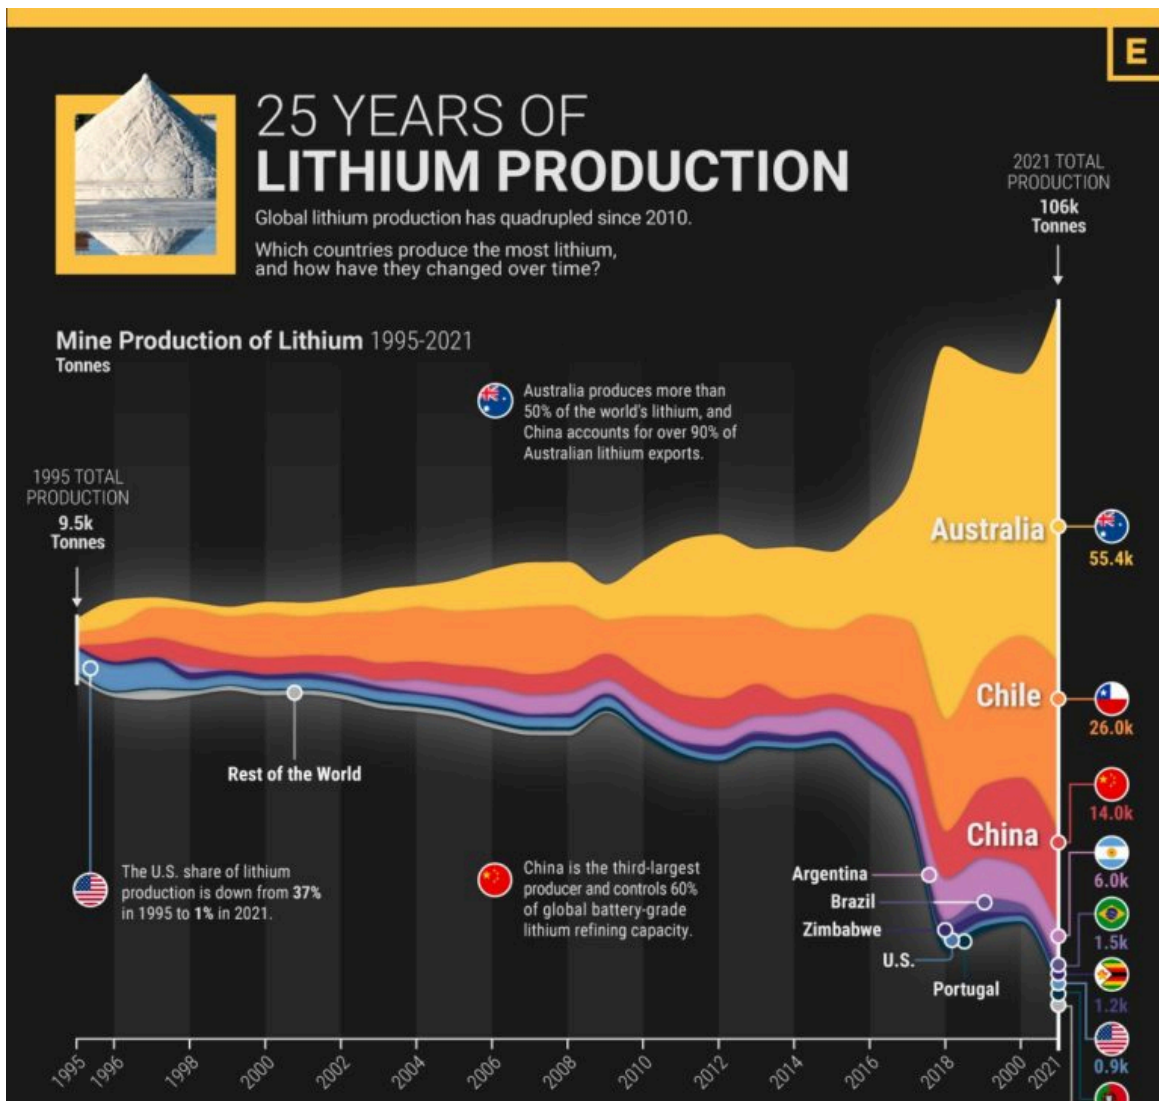 E
25 YEARS OF
LITHIUM PRODUCTION
Global lithium production has quadrupled since 2010.
Which countries produce the most lithium,
and how have they changed over time?
2021 TOTAL
PRODUCTION
106k
Tonnes
Mine Production of Lithium 1995-2021
Tonnes
Australia produces more than
50% of the world's lithium, and
China accounts for over 90% of
Australian lithium exports.
1995 TOTAL
PRODUCTION
9.5k
Tonnes
Australia
55.4k
Chile
26.0k
China
14.0k
Rest of the World
The U.S. share of lithium
production is down from 37%
in 1995 to 1% in 2021.
China is the third-largest
producer and controls 60%
of global battery-grade
lithium refining capacity.
Argentina
6.0k
Brazil
1.5k
Zimbabwe
1.2k
U.S.
0.9k
Portugal
1995 1996 1998 2000 2002 2004 2006 2008 2010 2012 2014 2016 2018 2000 2021